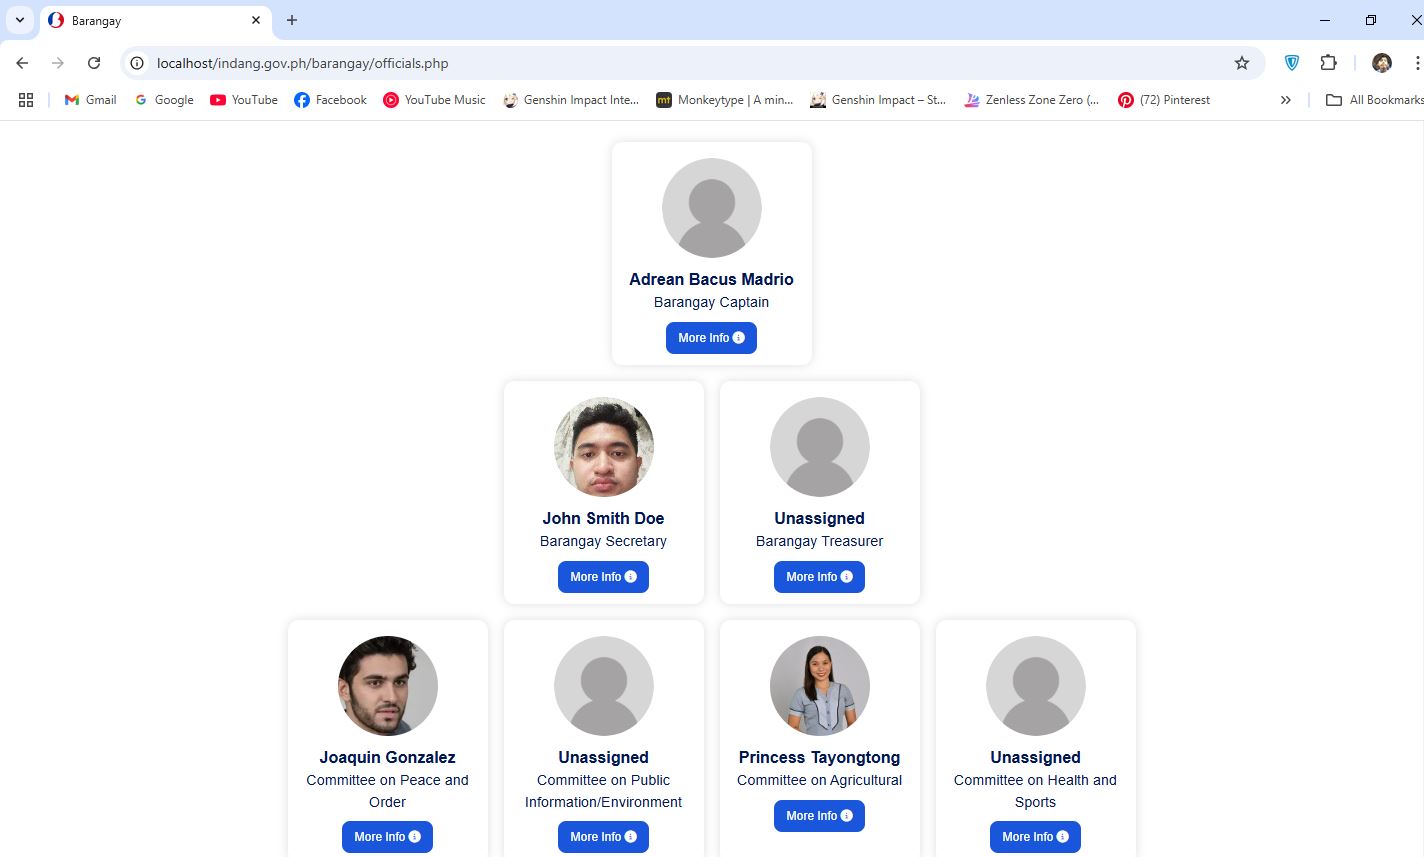 Barangay
localhost/indang.gov.ph/barangay/officials.php
Gmail
Google
YouTube
Facebook
YouTube Music
Genshin Impact Inte...
mt
Monkeytype | A min...
Genshin Impact – St...
Zenless Zone Zero (...
(72) Pinterest
All Bookmarks
Adrean Bacus Madrio
Barangay Captain
More Info
John Smith Doe
Barangay Secretary
More Info
Unassigned
Barangay Treasurer
More Info
Joaquin Gonzalez
Committee on Peace and
Order
More Info
Unassigned
Committee on Public
Information/Environment
More Info
Princess Tayongtong
Committee on Agricultural
More Info
Unassigned
Committee on Health and
Sports
More Info